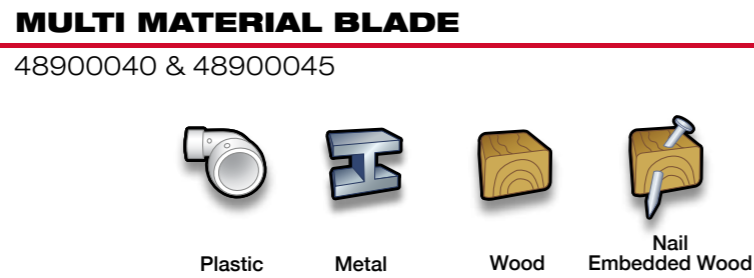 MULTI MATERIAL BLADE
48900040 & 48900045
Plastic
Metal
Wood
Nail
Embedded Wood